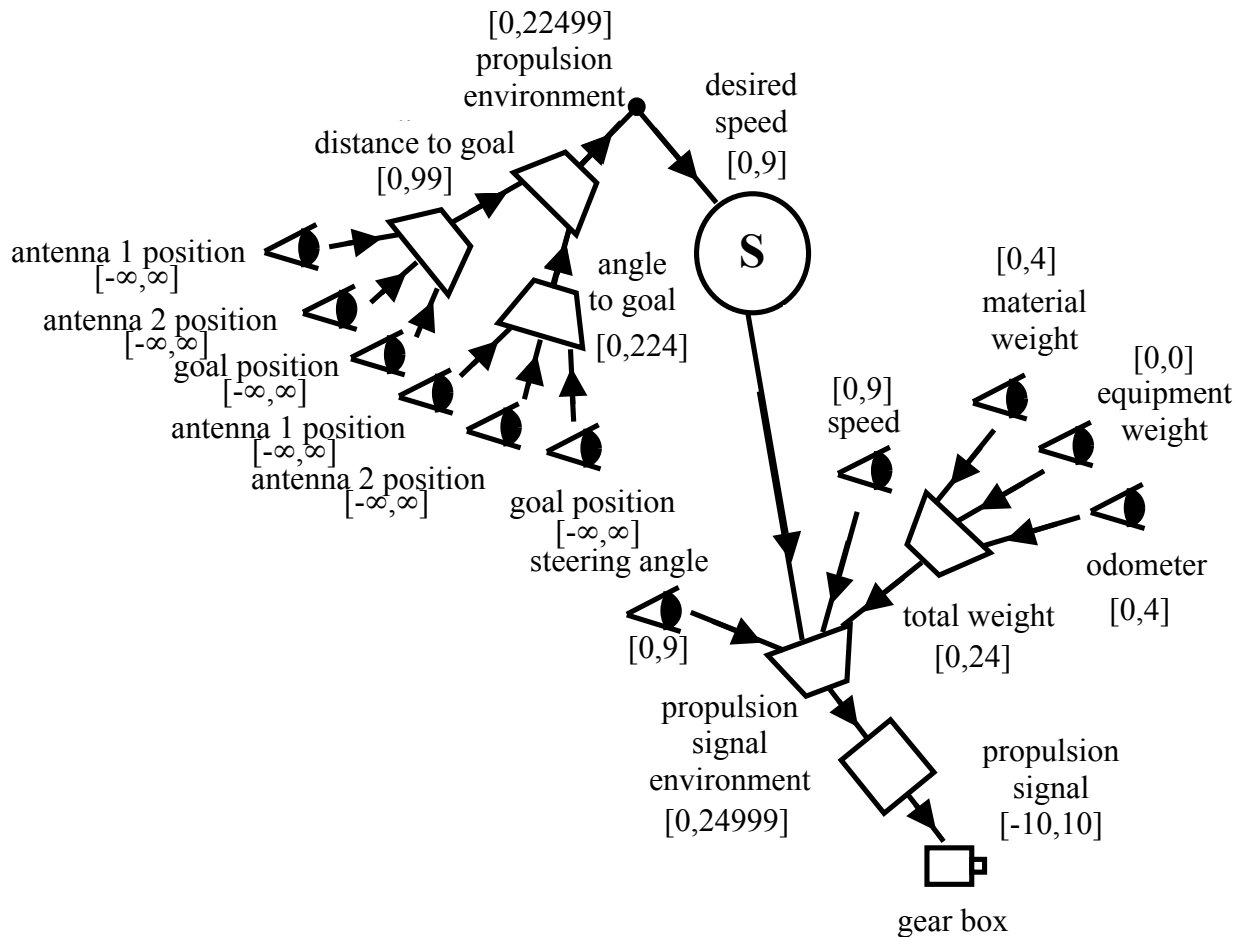 [0,22499]
propulsion
environment
desired
speed
[0,9]
distance to goal
[0,99]
S
antenna 1 position
[-∞,∞]
antenna 2 position
[-∞,∞]
goal position
[-∞,∞]
antenna 1 position
[-∞,∞]
antenna 2 position
[-∞,∞]
goal position
[-∞,∞]
angle
to goal
[0,224]
[0,4]
material
weight
[0,0]
equipment
weight
[0,9]
speed
odometer
[0,4]
steering angle
[0,9]
total weight
[0,24]
propulsion
signal
environment
[0,24999]
propulsion
signal
[-10,10]
gear box